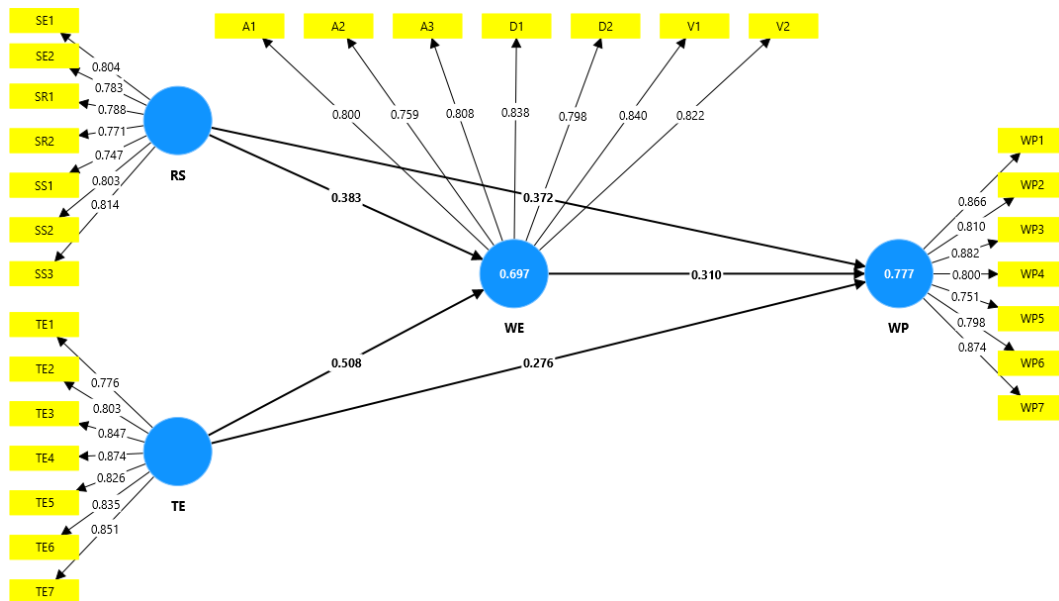 SE1
SE2
SR1
SR2
SS1
SS2
SS3
0.804
0.783
0.788
0.771
0.747
0.803
0.814
RS
A1
A2
A3
D1
D2
V1
V2
0.800
0.759
0.808
0.838
0.798
0.840
0.822
0.383
0.372
0.697
WE
0.310
0.777
WP
WP1
WP2
WP3
WP4
WP5
WP6
WP7
0.866
0.810
0.882
0.800
0.751
0.798
0.874
0.508
0.276
TE1
TE2
TE3
TE4
TE5
TE6
TE7
0.776
0.803
0.847
0.874
0.826
0.835
0.851
TE